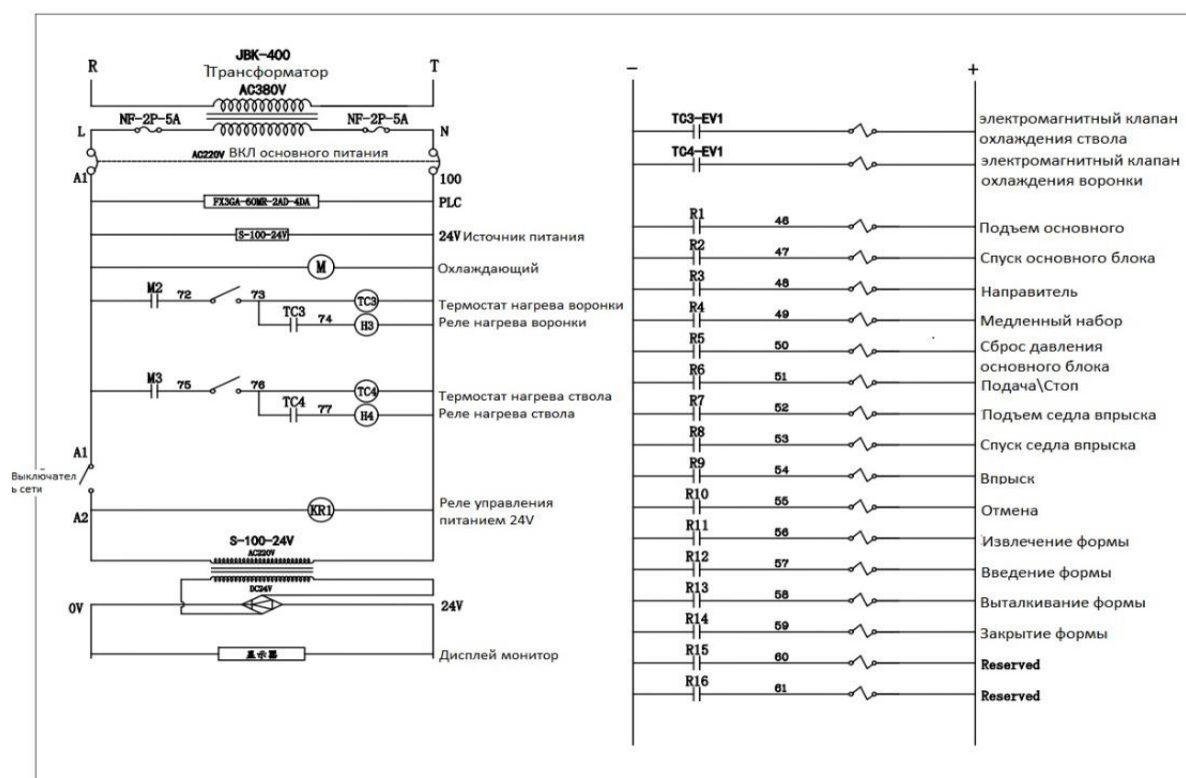 JBK-400
R
T
Трансформатор
AC380V
NF-2P-5A
NF-2P-5A
L
N
AC220V ВКЛ основного питания
A1
100
FX3GA-60MR-2AD-4DA
PLC
S-100-24V
24V Источник питания
M
Охлаждающий
M2
72
73
TC3
Термостат нагрева воронки
TC3
74
H3
Реле нагрева воронки
M3
75
76
TC4
Термостат нагрева ствола
TC4
77
H4
Реле нагрева ствола
A1
Выключател
ь сети
A2
KR1
Реле управления
питанием 24V
S-100-24V
AC220V
DC24V
0V
24V
显示器
Дисплей монитор
−
+
TC3-EV1
электромагнитный клапан
охлаждения ствола
TC4-EV1
электромагнитный клапан
охлаждения воронки
R1
46
Подъем основного
R2
47
Спуск основного блока
R3
48
Направитель
R4
49
Медленный набор
R5
50
Сброс давления
основного блока
R6
51
Подача\Стоп
R7
52
Подъем седла впрыска
R8
53
Спуск седла впрыска
R9
54
Впрыск
R10
55
Отмена
R11
56
Извлечение формы
R12
57
Введение формы
R13
58
Выталкивание формы
R14
59
Закрытие формы
R15
60
Reserved
R16
61
Reserved